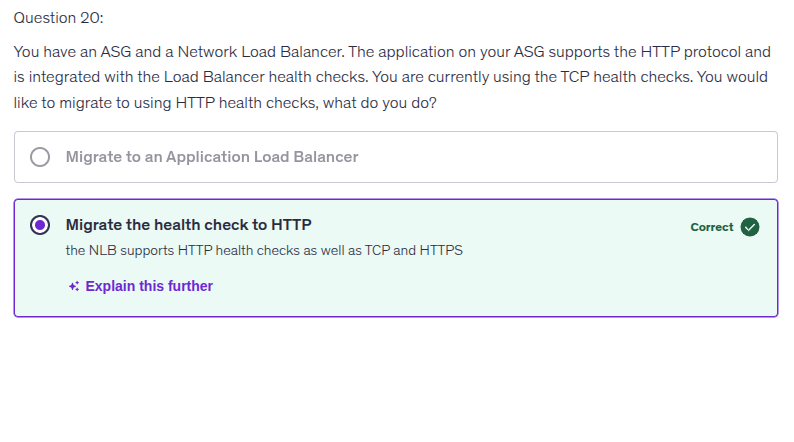 Question 20:
You have an ASG and a Network Load Balancer. The application on your ASG supports the HTTP protocol and
is integrated with the Load Balancer health checks. You are currently using the TCP health checks. You would
like to migrate to using HTTP health checks, what do you do?
Migrate to an Application Load Balancer
Migrate the health check to HTTP
Correct
the NLB supports HTTP health checks as well as TCP and HTTPS
Explain this further